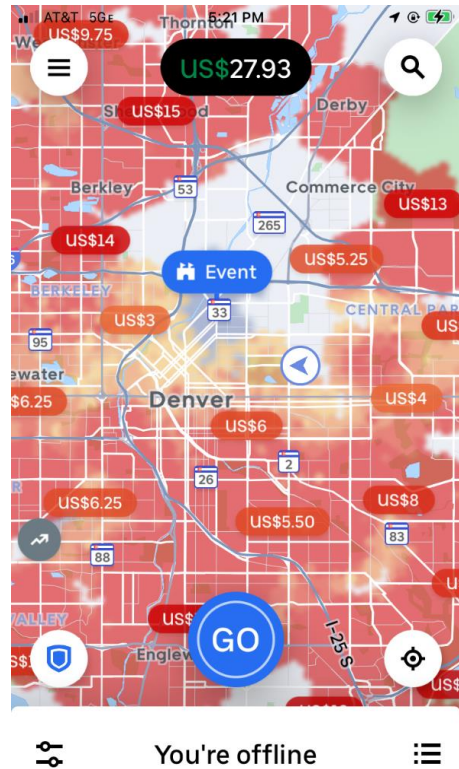 AT&T 5GE
5:21 PM
Thornton
US$9.75
US$27.93
US$15
Derby
Berkley
53
Commerce City
US$13
265
US$14
US$5.25
Event
BERKELEY
33
US$3
CENTRAL PAR
US
95
ewater
$6.25
Denver
US$4
US$6
2
26
US$6.25
US$8
US$5.50
83
88
U
VALLEY
US$
GO
I-25 S
Englew
US$
You're offline